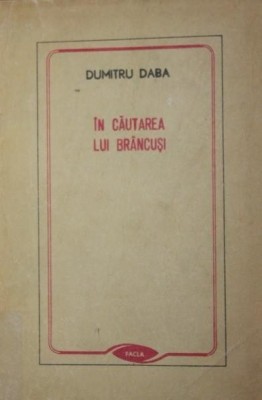 DUMITRU DABA
ÎN CĂUTAREA
LUI BRÂNCUȘI
FACLA